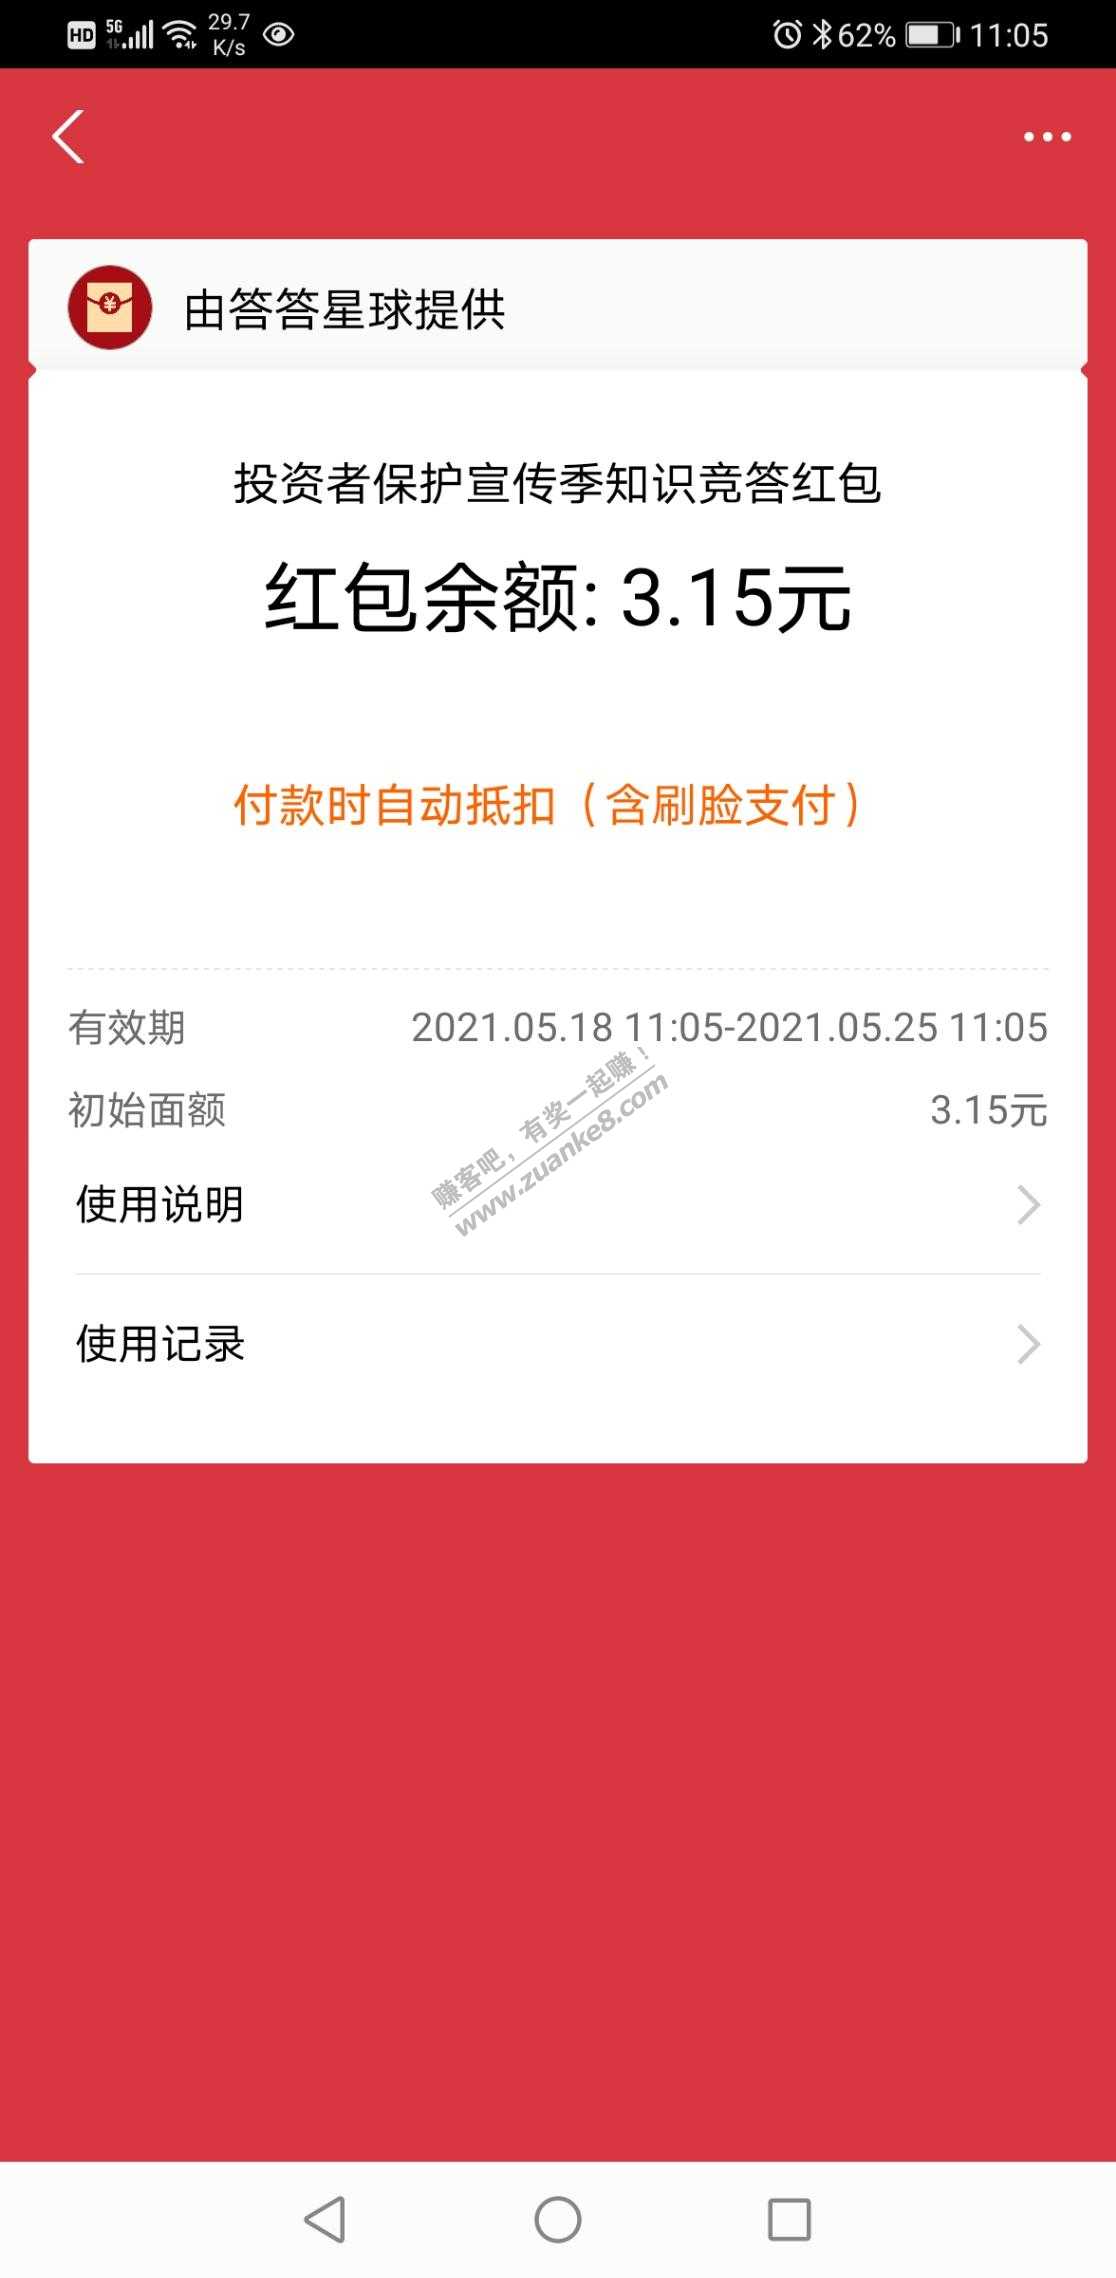 HD 5G 29.7 K/s 62% 11:05
由答答星球提供
投资者保护宣传季知识竞答红包
红包余额: 3.15元
付款时自动抵扣（含刷脸支付）
有效期 2021.05.18 11:05-2021.05.25 11:05
初始面额 3.15元
赚客吧，有奖一起赚！
www.zuanke8.com
使用说明
使用记录